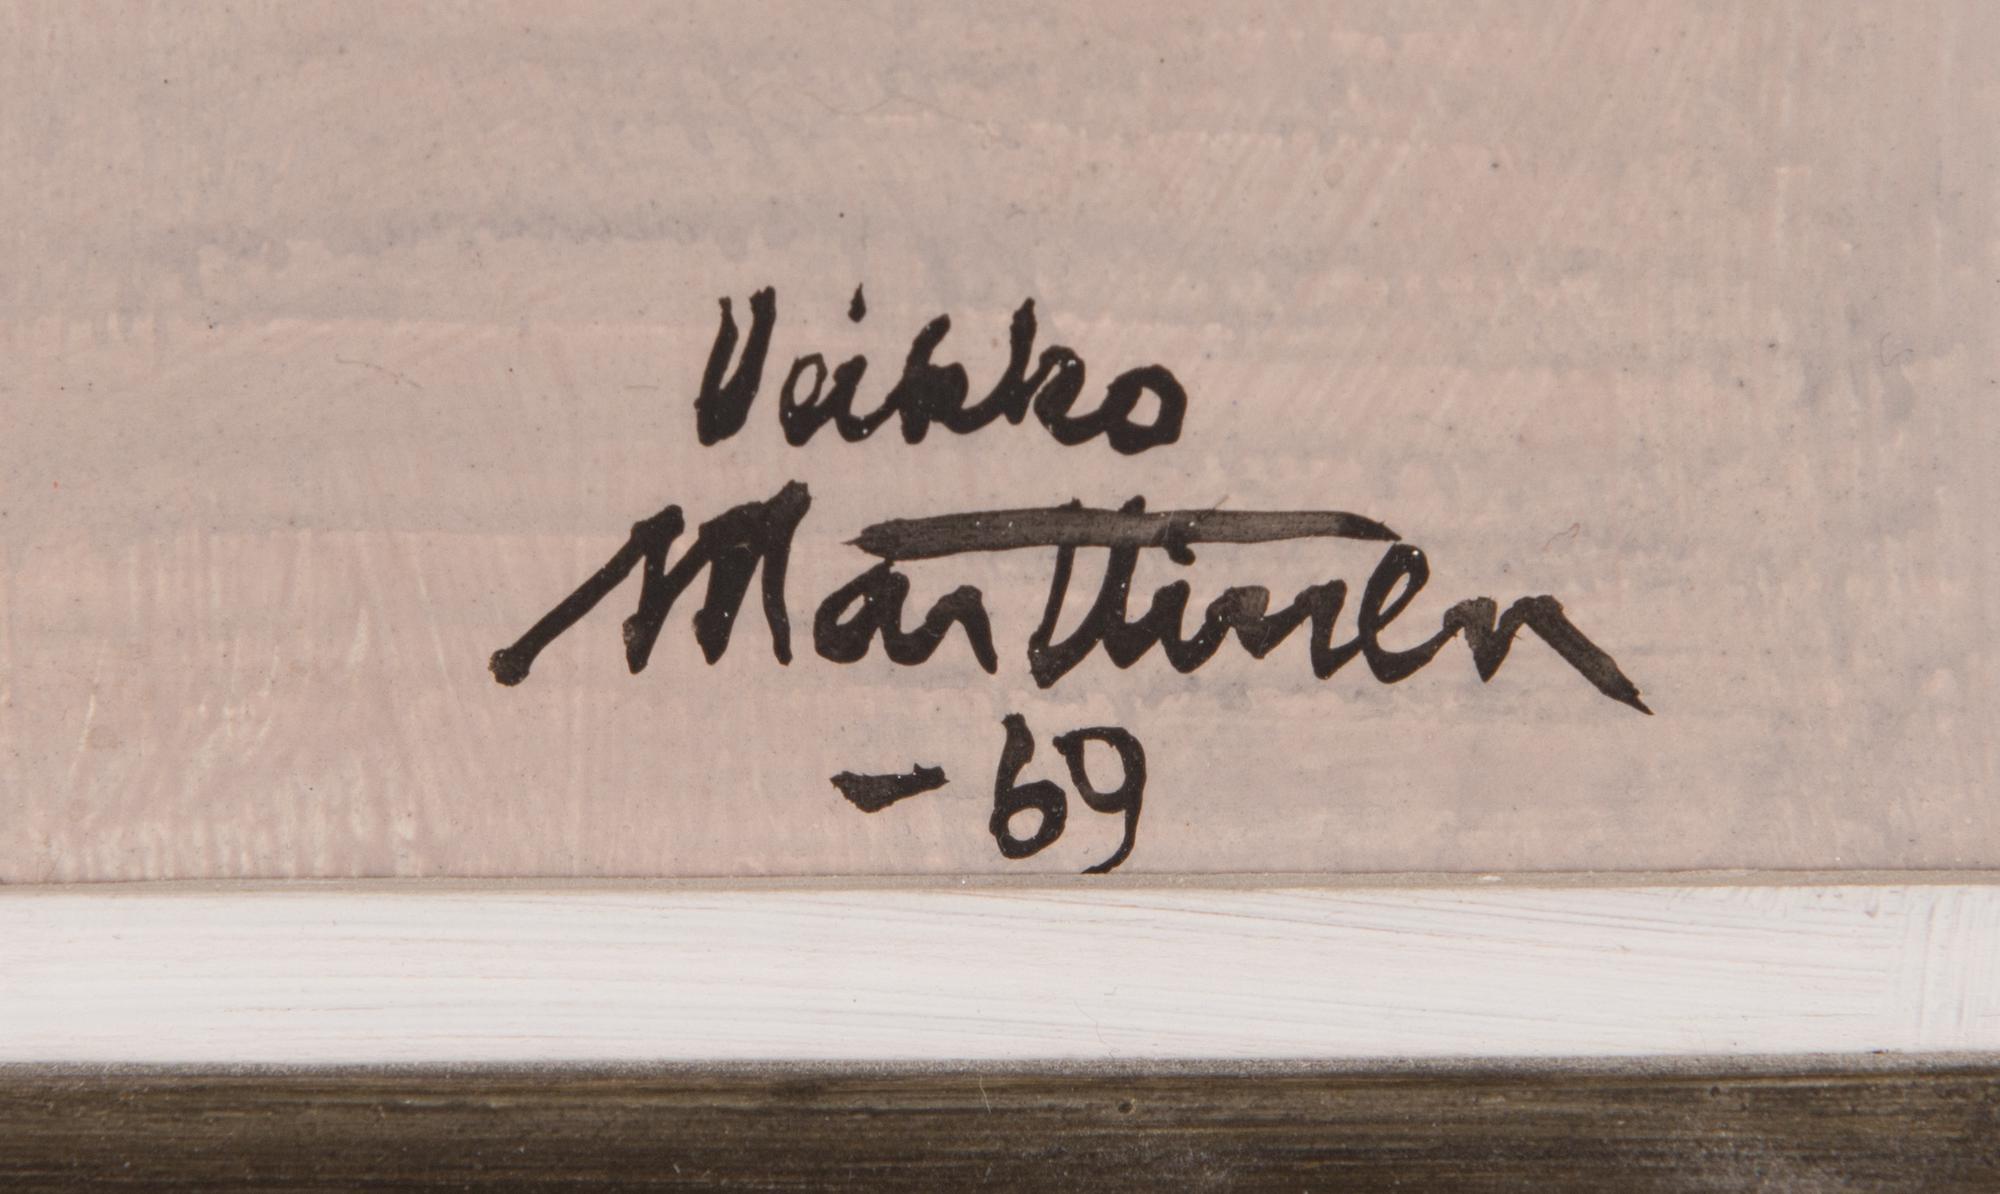 Veikko
Marttinen
- 69